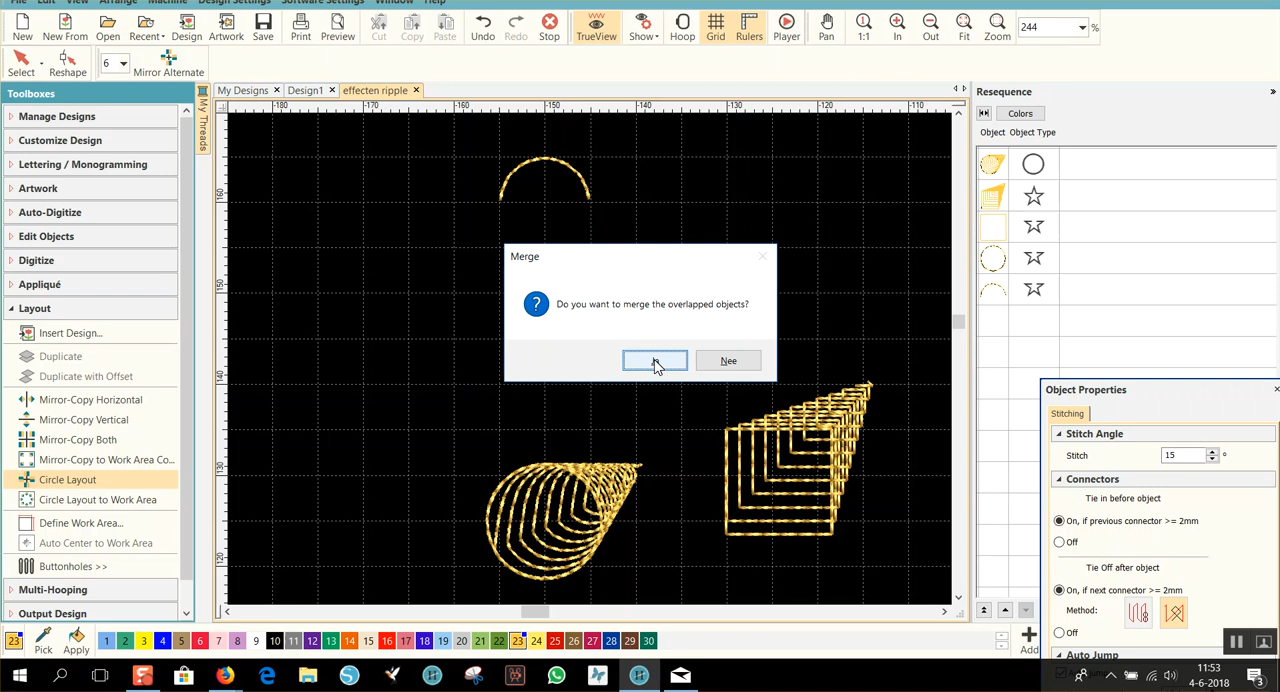 File Edit View Arrange Machine Design Settings Software Settings Window Help
New New From Open Recent Design Artwork Save Print Preview Cut Copy Paste Undo Redo Stop TrueView Show Hoop Grid Rulers Player Pan 1:1 In Out Fit Zoom 244 %
Select Reshape 6 Mirror Alternate
Toolboxes
Manage Designs
Customize Design
Lettering / Monogramming
Artwork
Auto-Digitize
Edit Objects
Digitize
Appliqué
Layout
Insert Design...
Duplicate
Duplicate with Offset
Mirror-Copy Horizontal
Mirror-Copy Vertical
Mirror-Copy Both
Mirror-Copy to Work Area Co...
Circle Layout
Circle Layout to Work Area
Define Work Area...
Auto Center to Work Area
Buttonholes >>
Multi-Hooping
Output Design
My Threads
My Designs Design1 effecten ripple
-180 -170 -160 -150 -140 -130 -120 -110
160
150
140
130
120
Merge
Do you want to merge the overlapped objects?
Nee
Resequence
Colors
Object Object Type
Object Properties
Stitching
Stitch Angle
Stitch 15 °
Connectors
Tie in before object
On, if previous connector >= 2mm
Off
Tie Off after object
On, if next connector >= 2mm
Method:
Off
Auto Jump
23 Pick Apply 1 2 3 4 5 6 7 8 9 10 11 12 13 14 15 16 17 18 19 20 21 22 23 24 25 26 27 28 29 30 Add
11:53
4-6-2018
3